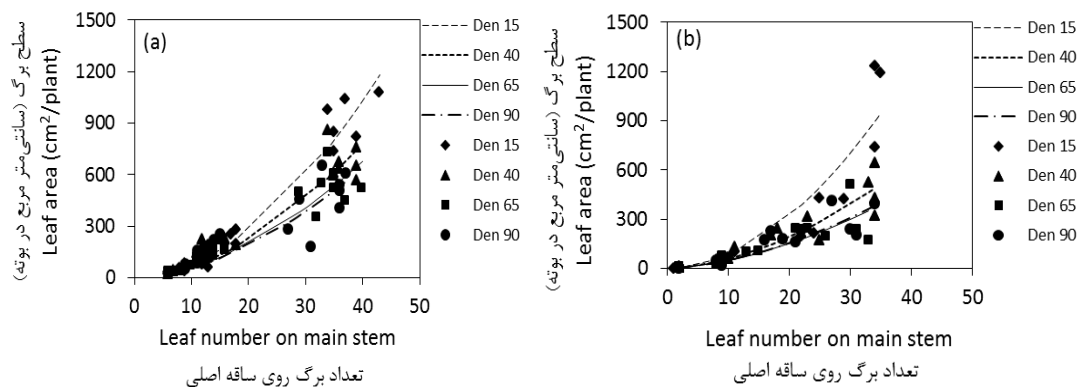 سطح برگ (سانتی‌متر مربع در بوته)
Leaf area (cm²/plant)
1500
1200
900
600
300
0
(a)
0 10 20 30 40 50
Leaf number on main stem
تعداد برگ روی ساقه اصلی
Den 15
Den 40
Den 65
Den 90
Den 15
Den 40
Den 65
Den 90
سطح برگ (سانتی‌متر مربع در بوته)
Leaf area (cm²/plant)
1500
1200
900
600
300
0
(b)
0 10 20 30 40 50
Leaf number on main stem
تعداد برگ روی ساقه اصلی
Den 15
Den 40
Den 65
Den 90
Den 15
Den 40
Den 65
Den 90